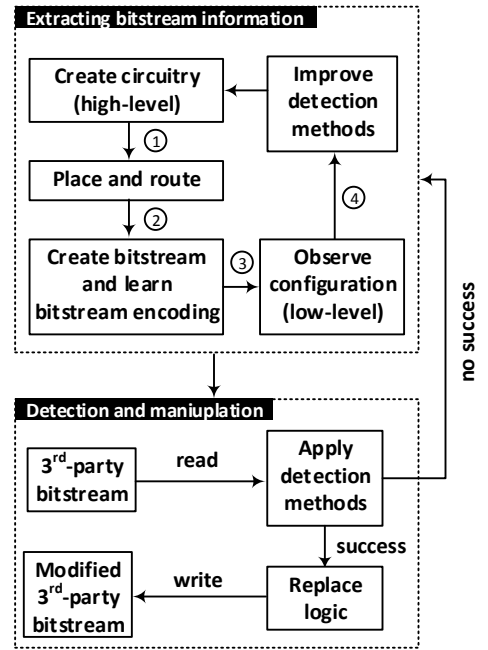 Extracting bitstream information
Create circuitry
(high-level)
Improve
detection
methods
1
Place and route
2
4
Create bitstream
and learn
bitstream encoding
3
Observe
configuration
(low-level)
no success
Detection and maniuplation
3rd-party
bitstream
read
Apply
detection
methods
success
Modified
3rd-party
bitstream
write
Replace
logic